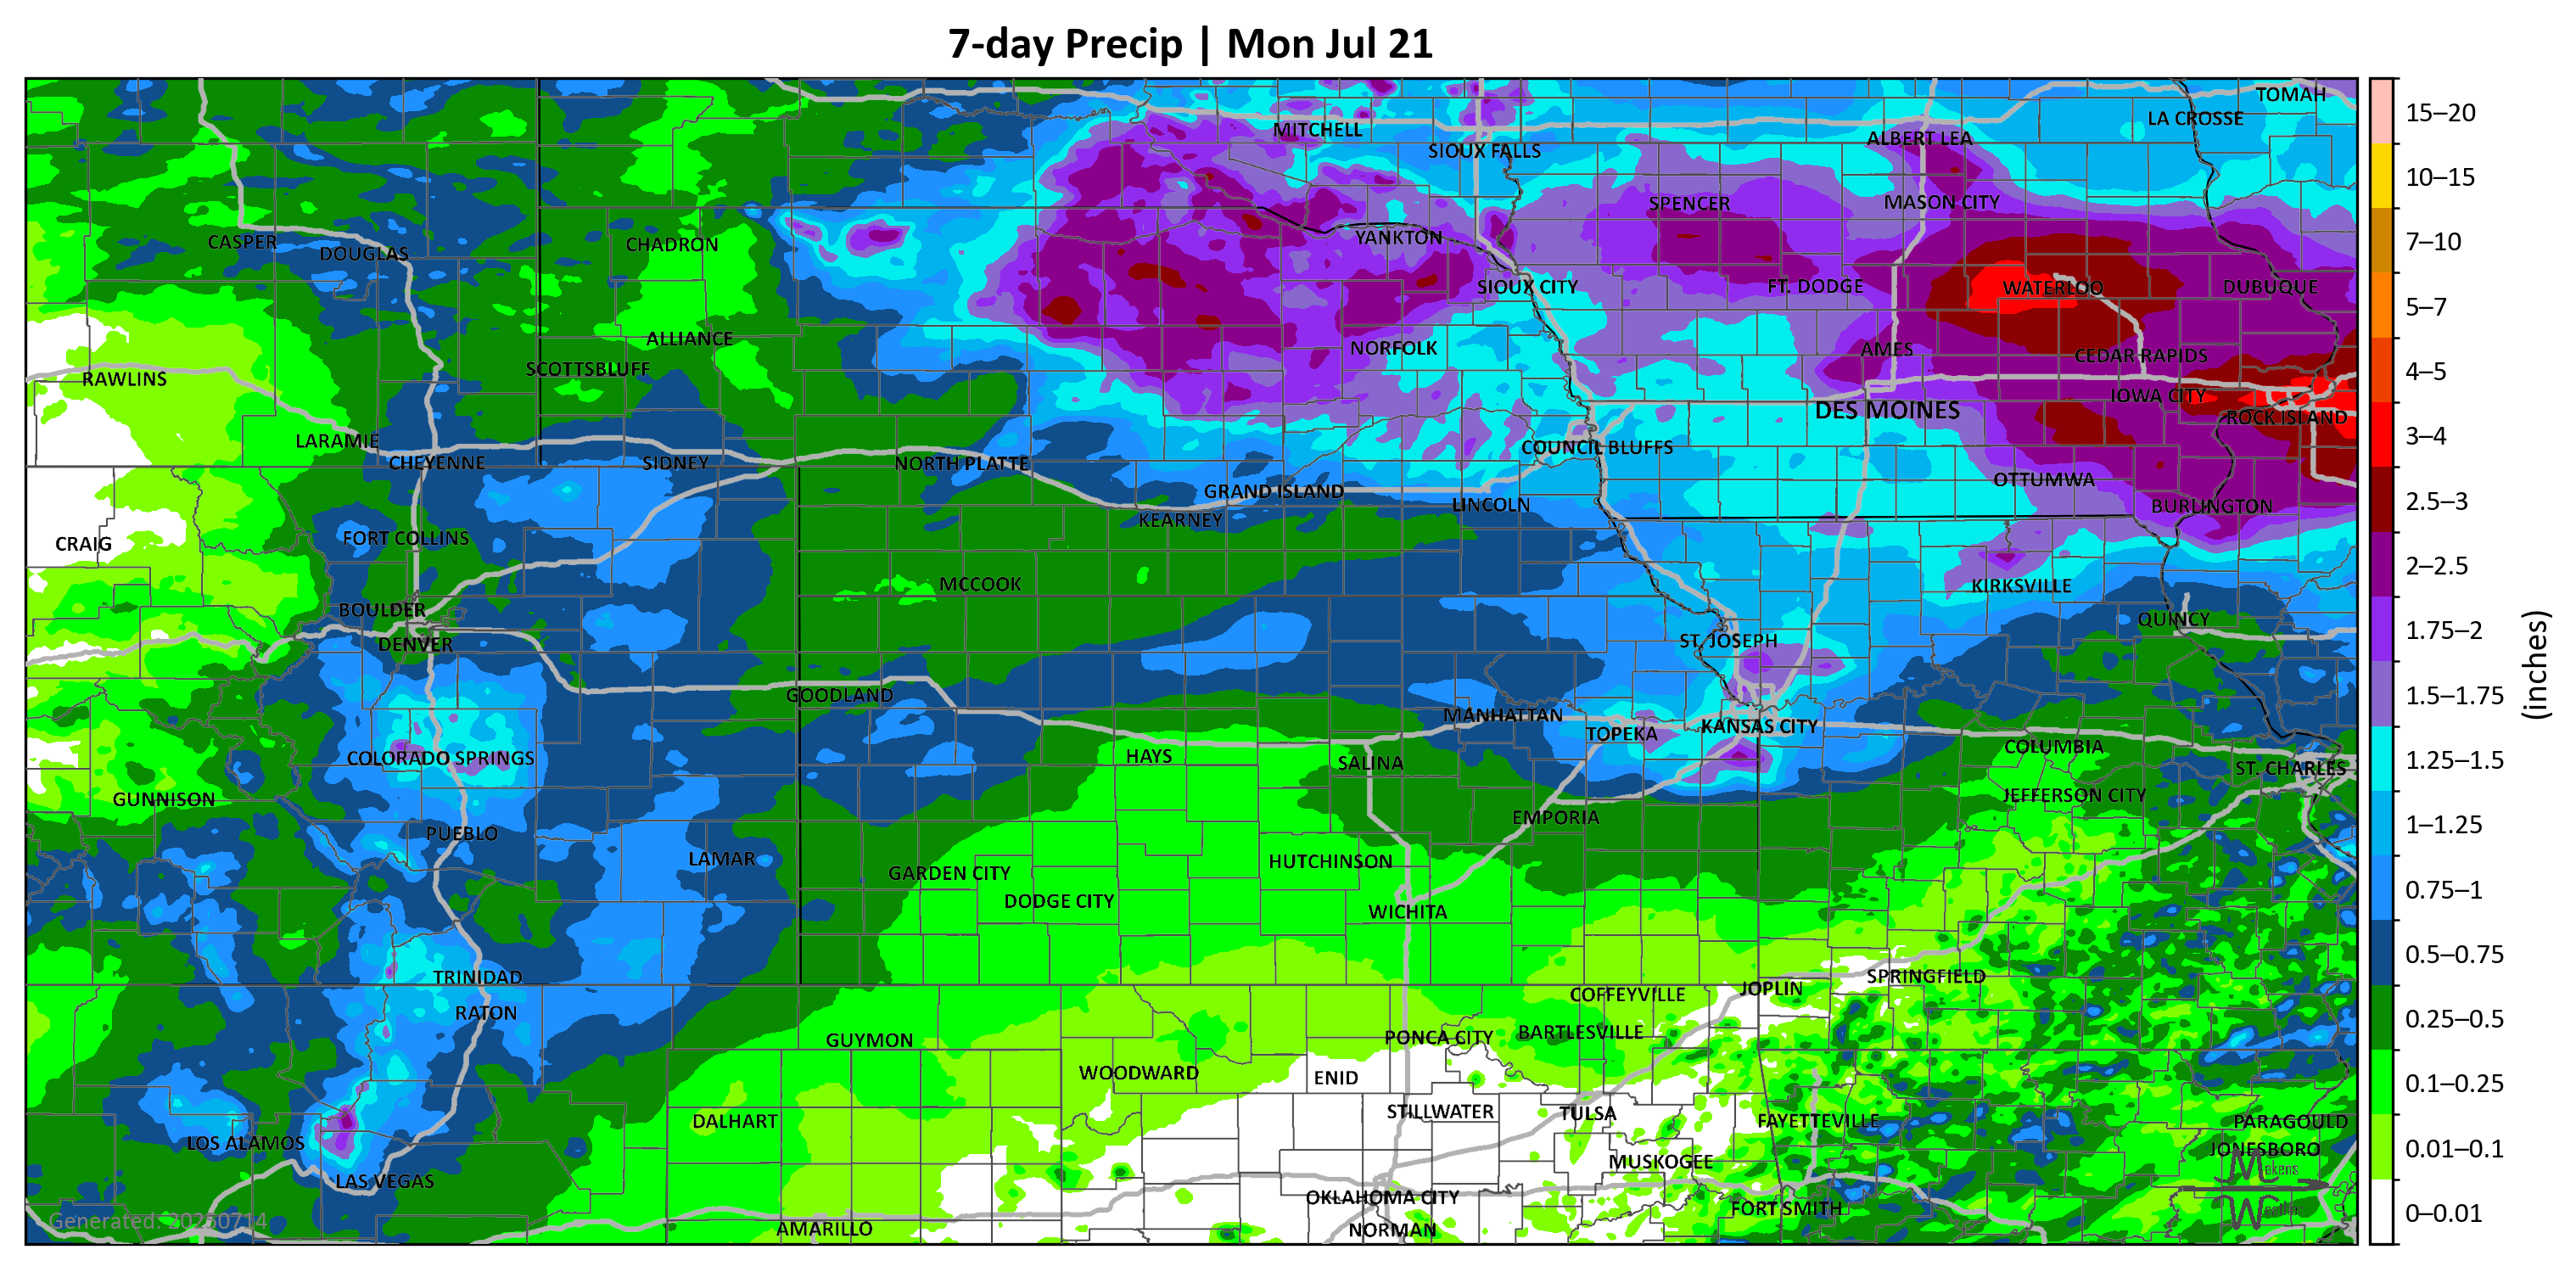 7-day Precip | Mon Jul 21
TOMAH
LA CROSSE
MITCHELL
ALBERT LEA
SIOUX FALLS
SPENCER
MASON CITY
YANKTON
CASPER
DOUGLAS
CHADRON
SIOUX CITY
FT. DODGE
WATERLOO
DUBUQUE
ALLIANCE
NORFOLK
AMES
CEDAR RAPIDS
SCOTTSBLUFF
RAWLINS
IOWA CITY
DES MOINES
ROCK ISLAND
LARAMIE
CHEYENNE
SIDNEY
NORTH PLATTE
COUNCIL BLUFFS
GRAND ISLAND
LINCOLN
OTTUMWA
BURLINGTON
KEARNEY
CRAIG
FORT COLLINS
MCCOOK
KIRKSVILLE
BOULDER
DENVER
QUINCY
ST. JOSEPH
GOODLAND
MANHATTAN
TOPEKA
KANSAS CITY
COLORADO SPRINGS
HAYS
SALINA
COLUMBIA
ST. CHARLES
GUNNISON
JEFFERSON CITY
EMPORIA
PUEBLO
LAMAR
GARDEN CITY
HUTCHINSON
DODGE CITY
WICHITA
TRINIDAD
SPRINGFIELD
JOPLIN
COFFEYVILLE
RATON
GUYMON
PONCA CITY
BARTLESVILLE
WOODWARD
ENID
STILLWATER
TULSA
DALHART
FAYETTEVILLE
PARAGOULD
LOS ALAMOS
JONESBORO
MUSKOGEE
LAS VEGAS
OKLAHOMA CITY
FORT SMITH
AMARILLO
NORMAN
Generated: 20250714
Mekens
Weather
15–20
10–15
7–10
5–7
4–5
3–4
2.5–3
2–2.5
1.75–2
1.5–1.75
1.25–1.5
1–1.25
0.75–1
0.5–0.75
0.25–0.5
0.1–0.25
0.01–0.1
0–0.01
(inches)